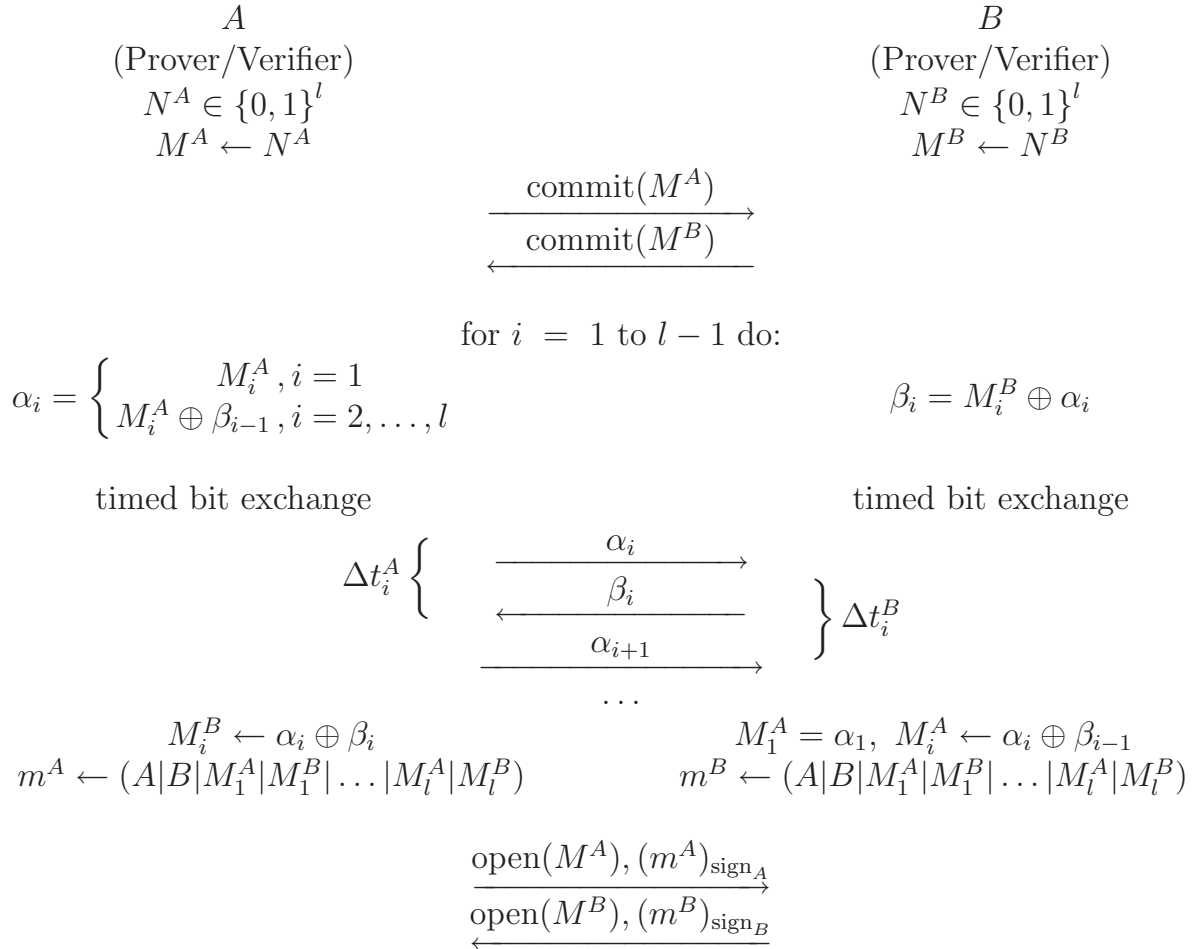 A B
(Prover/Verifier) (Prover/Verifier)
N^A ∈ {0, 1}^l N^B ∈ {0, 1}^l
M^A ← N^A M^B ← N^B
commit(M^A)
commit(M^B)
for i = 1 to l − 1 do:
α_i = { M_i^A , i = 1
M_i^A ⊕ β_{i−1} , i = 2, . . . , l β_i = M_i^B ⊕ α_i
timed bit exchange timed bit exchange
α_i
Δt_i^A {
β_i
} Δt_i^B
α_{i+1}
. . .
M_i^B ← α_i ⊕ β_i M_1^A = α_1, M_i^A ← α_i ⊕ β_{i−1}
m^A ← (A|B|M_1^A|M_1^B| . . . |M_l^A|M_l^B) m^B ← (A|B|M_1^A|M_1^B| . . . |M_l^A|M_l^B)
open(M^A), (m^A)_{sign_A}
open(M^B), (m^B)_{sign_B}